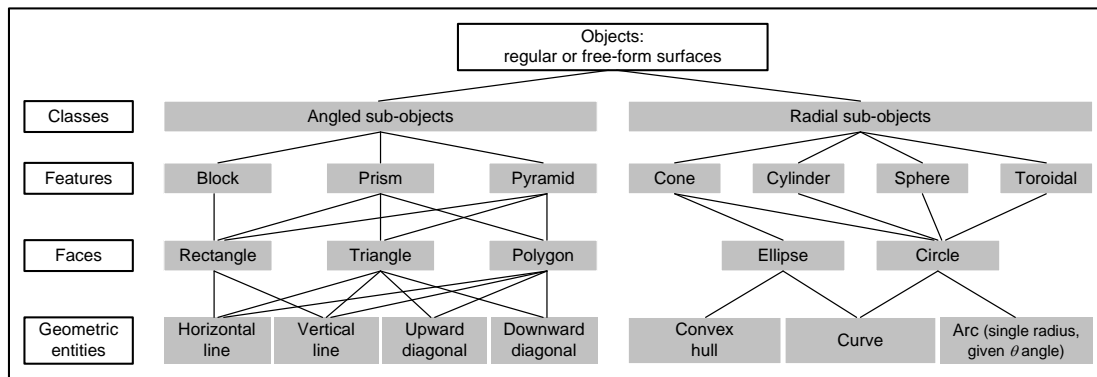 Objects:
regular or free-form surfaces
Classes
Angled sub-objects
Radial sub-objects
Features
Block
Prism
Pyramid
Cone
Cylinder
Sphere
Toroidal
Faces
Rectangle
Triangle
Polygon
Ellipse
Circle
Geometric
entities
Horizontal
line
Vertical
line
Upward
diagonal
Downward
diagonal
Convex
hull
Curve
Arc (single radius,
given θ angle)